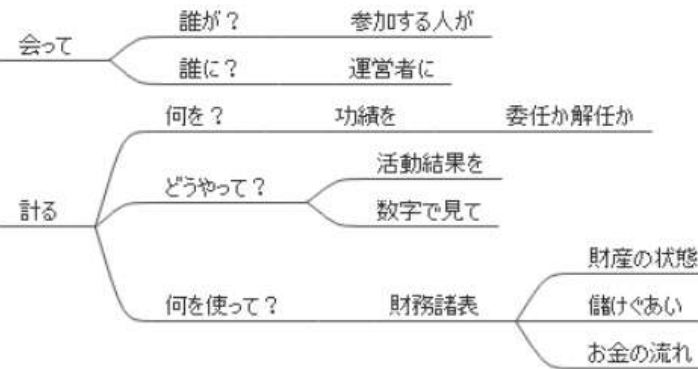 会って
誰が？ 参加する人が
誰に？ 運営者に
計る
何を？ 功績を 委任か解任か
どうやって？
活動結果を
数字で見て
何を使って？ 財務諸表
財産の状態
儲けぐあい
お金の流れ